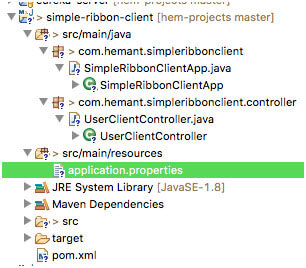 eureka-server [hem-projects master]
simple-ribbon-client [hem-projects master]
src/main/java
com.hemant.simpleribbonclient
SimpleRibbonClientApp.java
SimpleRibbonClientApp
com.hemant.simpleribbonclient.controller
UserClientController.java
UserClientController
src/main/resources
application.properties
JRE System Library [JavaSE-1.8]
Maven Dependencies
src
target
pom.xml